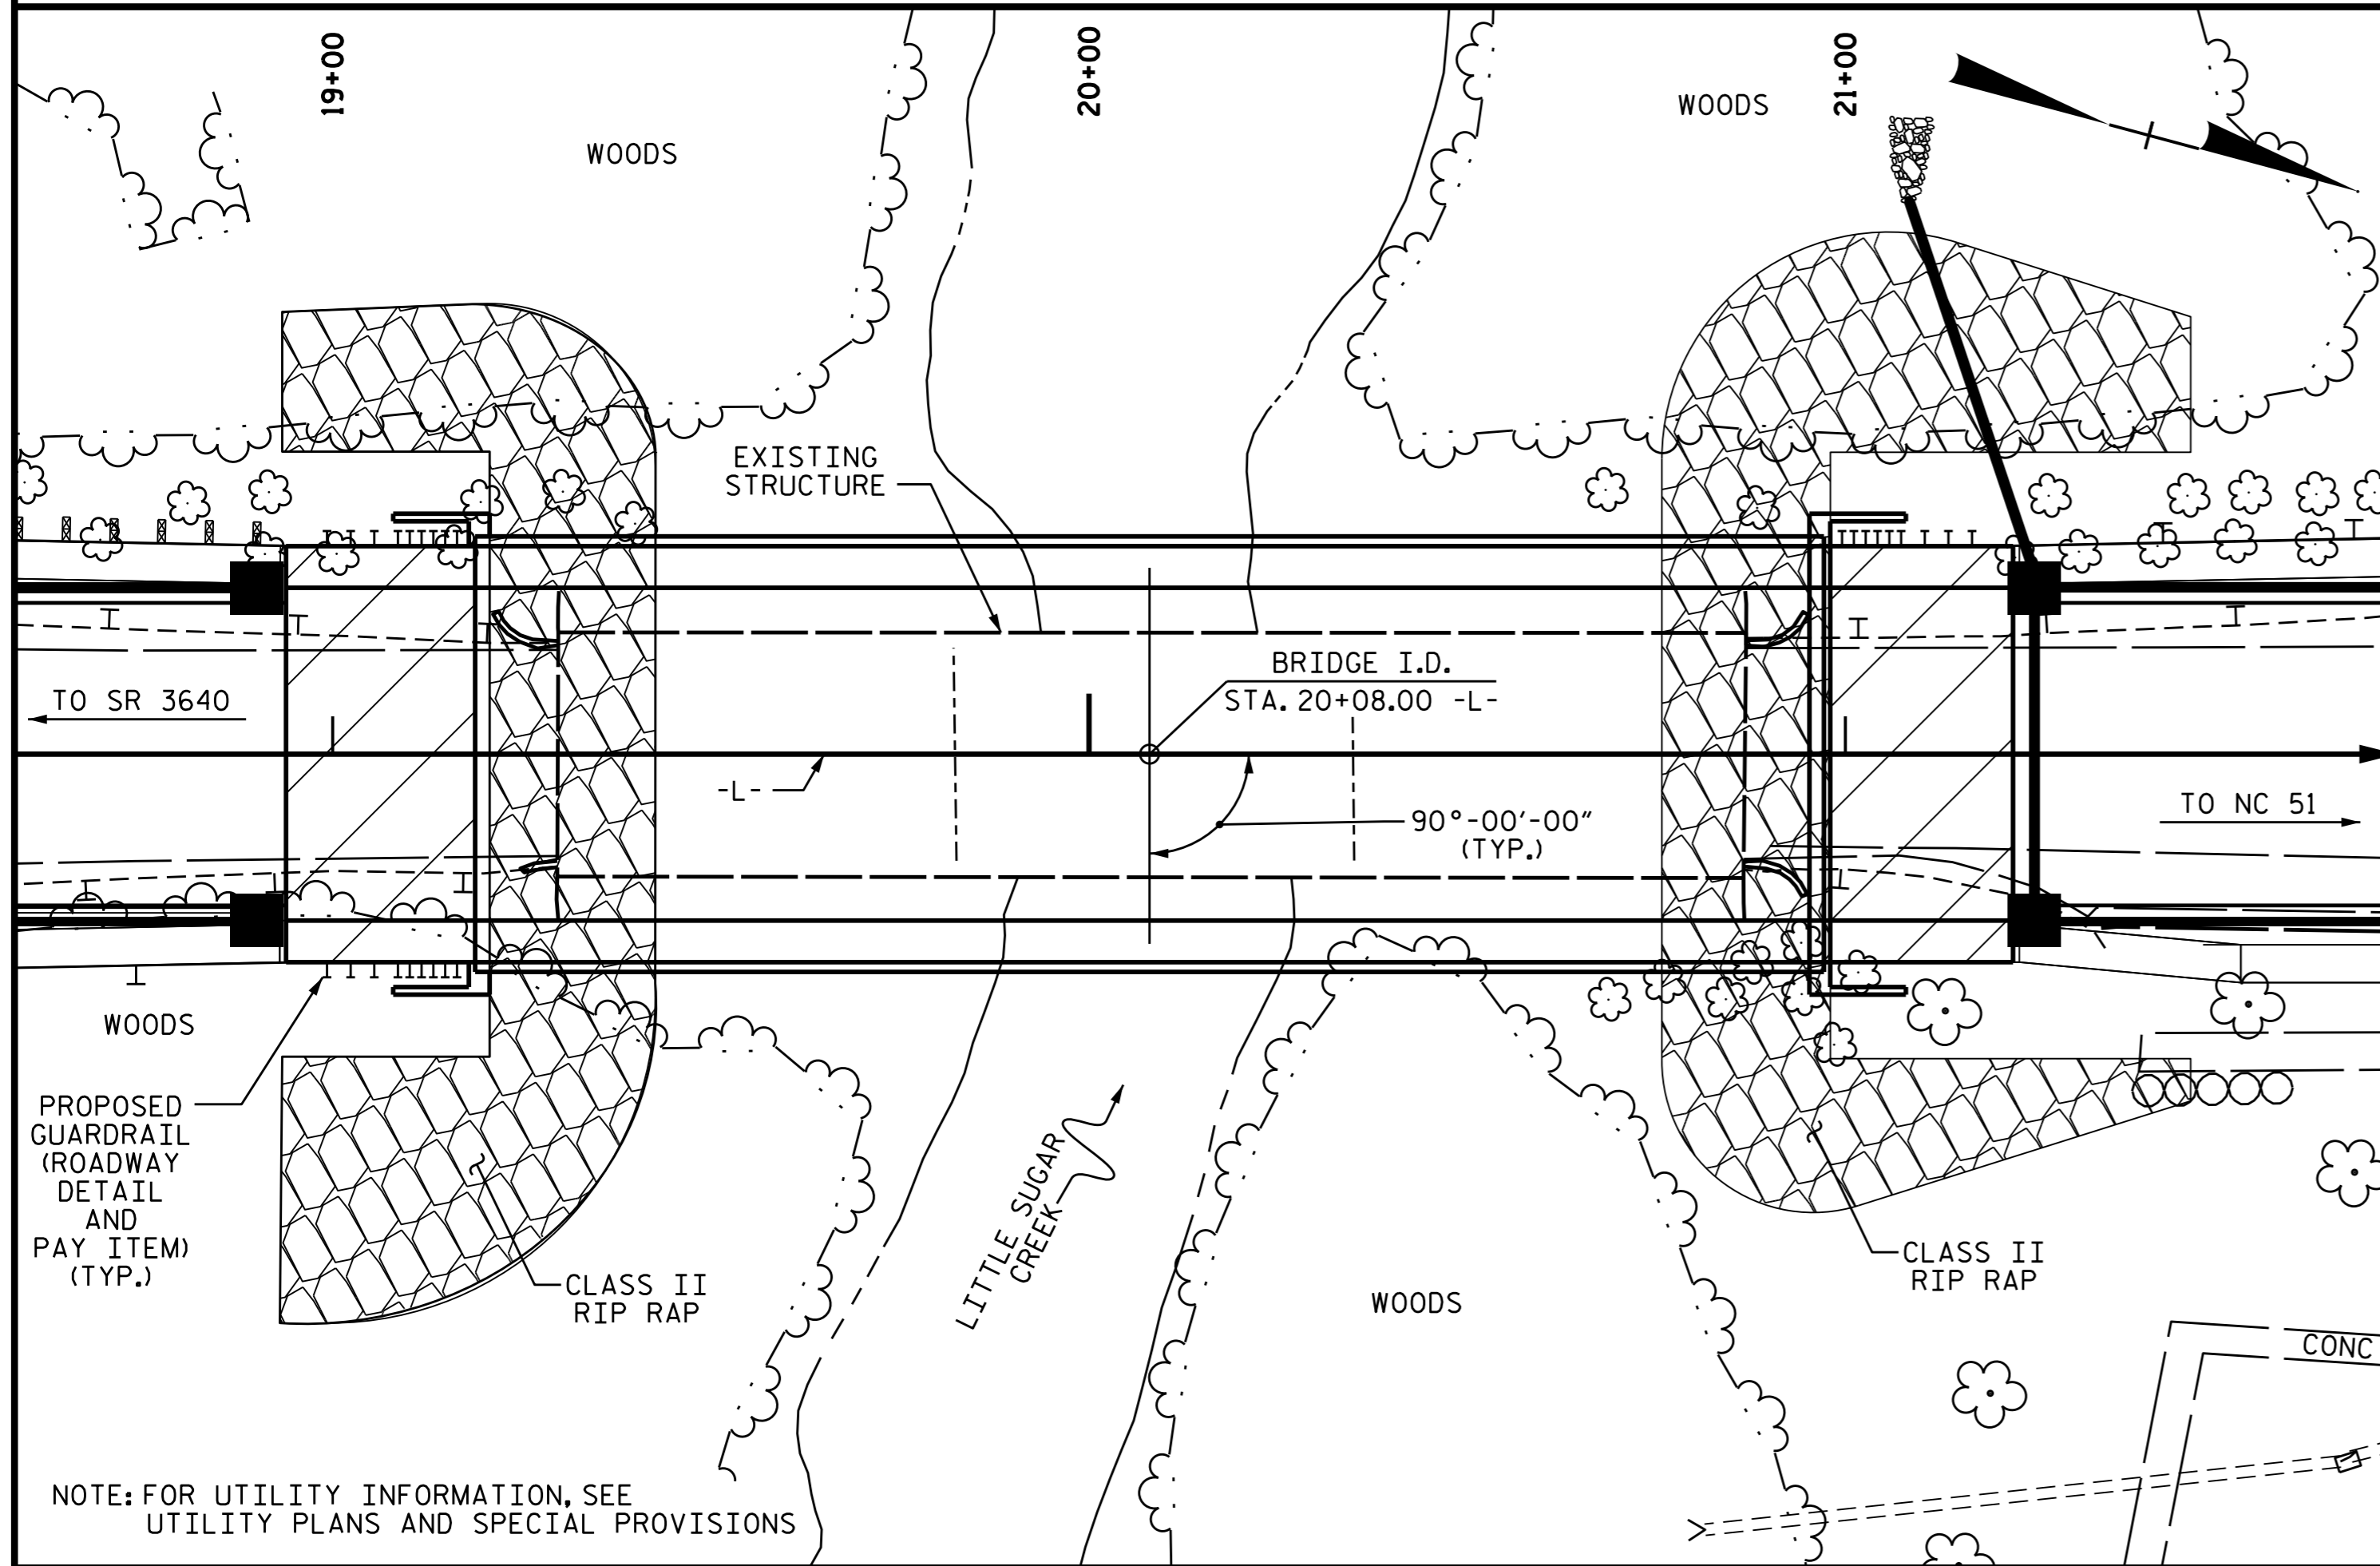 19+00
20+00
21+00
WOODS
WOODS
EXISTING
STRUCTURE
TO SR 3640
BRIDGE I.D.
STA. 20+08.00 -L-
-L-
90°-00'-00"
(TYP.)
TO NC 51
WOODS
PROPOSED
GUARDRAIL
(ROADWAY
DETAIL
AND
PAY ITEM)
(TYP.)
CLASS II
RIP RAP
LITTLE SUGAR
CREEK
WOODS
CLASS II
RIP RAP
CONC
NOTE: FOR UTILITY INFORMATION, SEE
UTILITY PLANS AND SPECIAL PROVISIONS